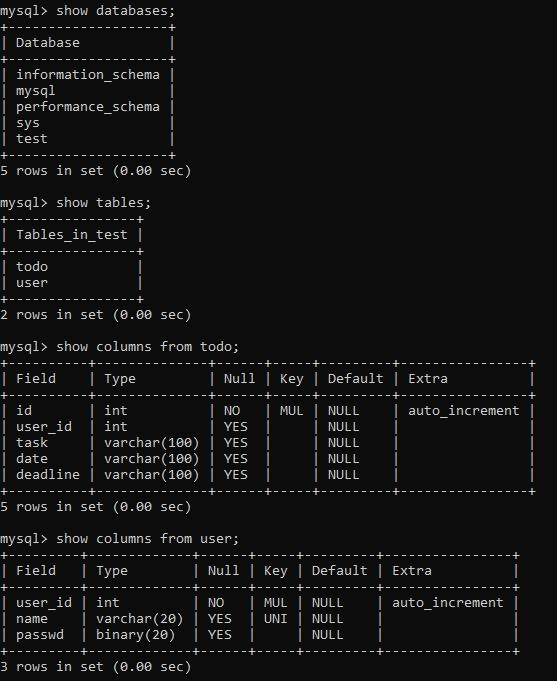 mysql> show databases;
+--------------------+
| Database           |
+--------------------+
| information_schema |
| mysql              |
| performance_schema |
| sys                |
| test               |
+--------------------+
5 rows in set (0.00 sec)

mysql> show tables;
+----------------+
| Tables_in_test |
+----------------+
| todo           |
| user           |
+----------------+
2 rows in set (0.00 sec)

mysql> show columns from todo;
+----------+--------------+------+-----+---------+----------------+
| Field    | Type         | Null | Key | Default | Extra          |
+----------+--------------+------+-----+---------+----------------+
| id       | int          | NO   | MUL | NULL    | auto_increment |
| user_id  | int          | YES  |     | NULL    |                |
| task     | varchar(100) | YES  |     | NULL    |                |
| date     | varchar(100) | YES  |     | NULL    |                |
| deadline | varchar(100) | YES  |     | NULL    |                |
+----------+--------------+------+-----+---------+----------------+
5 rows in set (0.00 sec)

mysql> show columns from user;
+---------+-------------+------+-----+---------+----------------+
| Field   | Type        | Null | Key | Default | Extra          |
+---------+-------------+------+-----+---------+----------------+
| user_id | int         | NO   | MUL | NULL    | auto_increment |
| name    | varchar(20) | YES  | UNI | NULL    |                |
| passwd  | binary(20)  | YES  |     | NULL    |                |
+---------+-------------+------+-----+---------+----------------+
3 rows in set (0.00 sec)